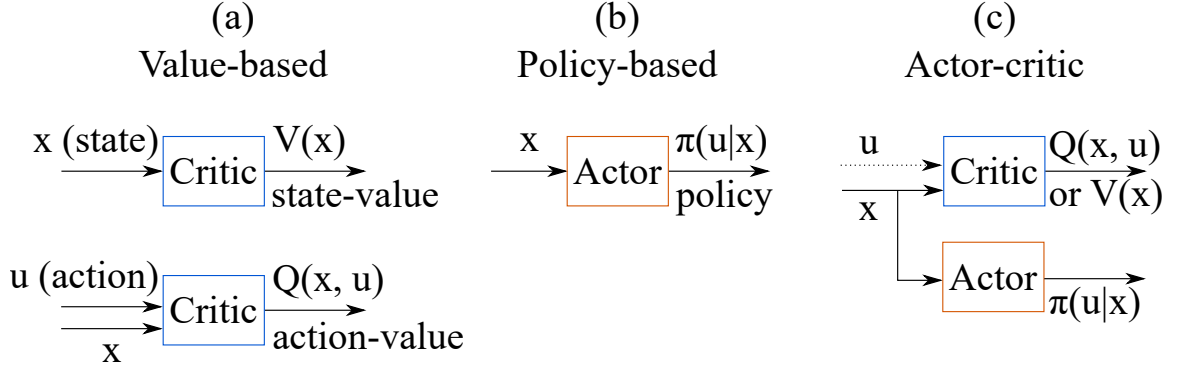 (a)
Value-based
x (state)
Critic
V(x)
state-value
u (action)
x
Critic
Q(x, u)
action-value
(b)
Policy-based
x
Actor
π(u|x)
policy
(c)
Actor-critic
u
x
Critic
Q(x, u)
or V(x)
Actor
π(u|x)